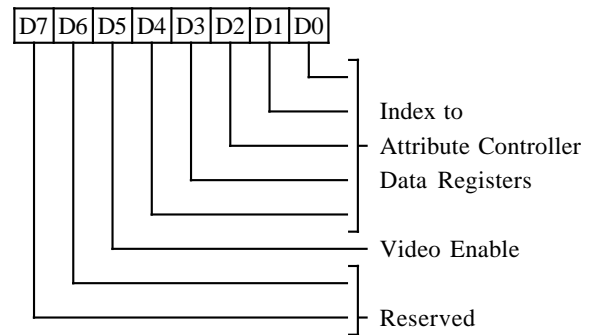 D7 D6 D5 D4 D3 D2 D1 D0
Index to
Attribute Controller
Data Registers
Video Enable
Reserved